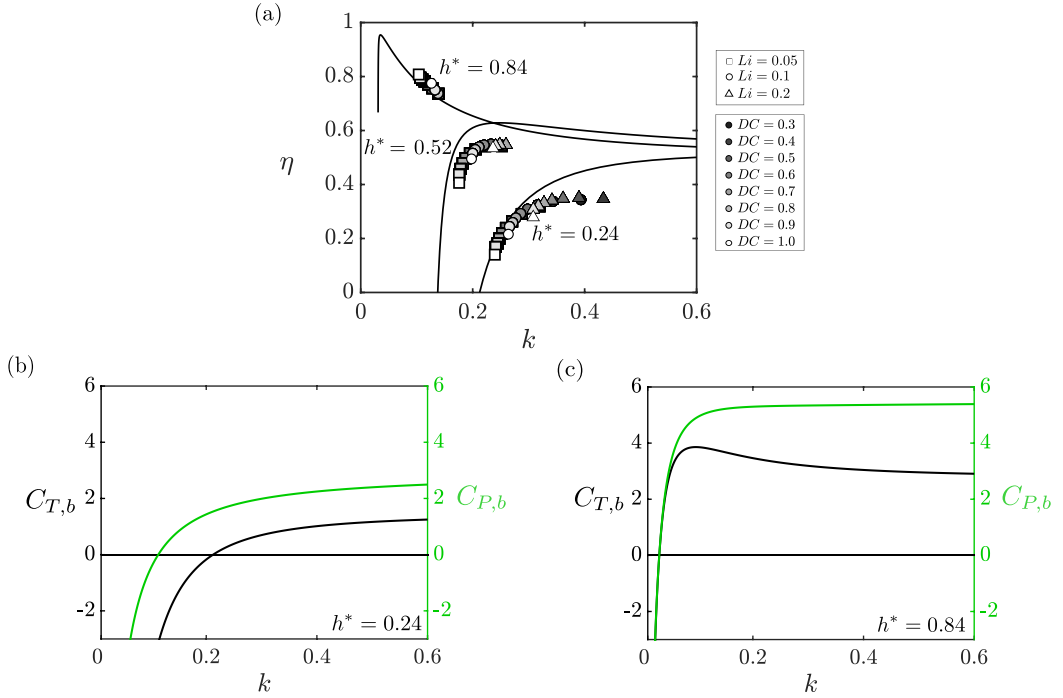 (a)
1
0.8
0.6
0.4
0.2
0
η
h* = 0.84
h* = 0.52
h* = 0.24
0 0.2 0.4 0.6
k
Li = 0.05
Li = 0.1
Li = 0.2
DC = 0.3
DC = 0.4
DC = 0.5
DC = 0.6
DC = 0.7
DC = 0.8
DC = 0.9
DC = 1.0
(b)
6 6
4 4
2 2
0 0
-2 -2
C_{T,b} C_{P,b}
h* = 0.24
0 0.2 0.4 0.6
k
(c)
6 6
4 4
2 2
0 0
-2 -2
C_{T,b} C_{P,b}
h* = 0.84
0 0.2 0.4 0.6
k